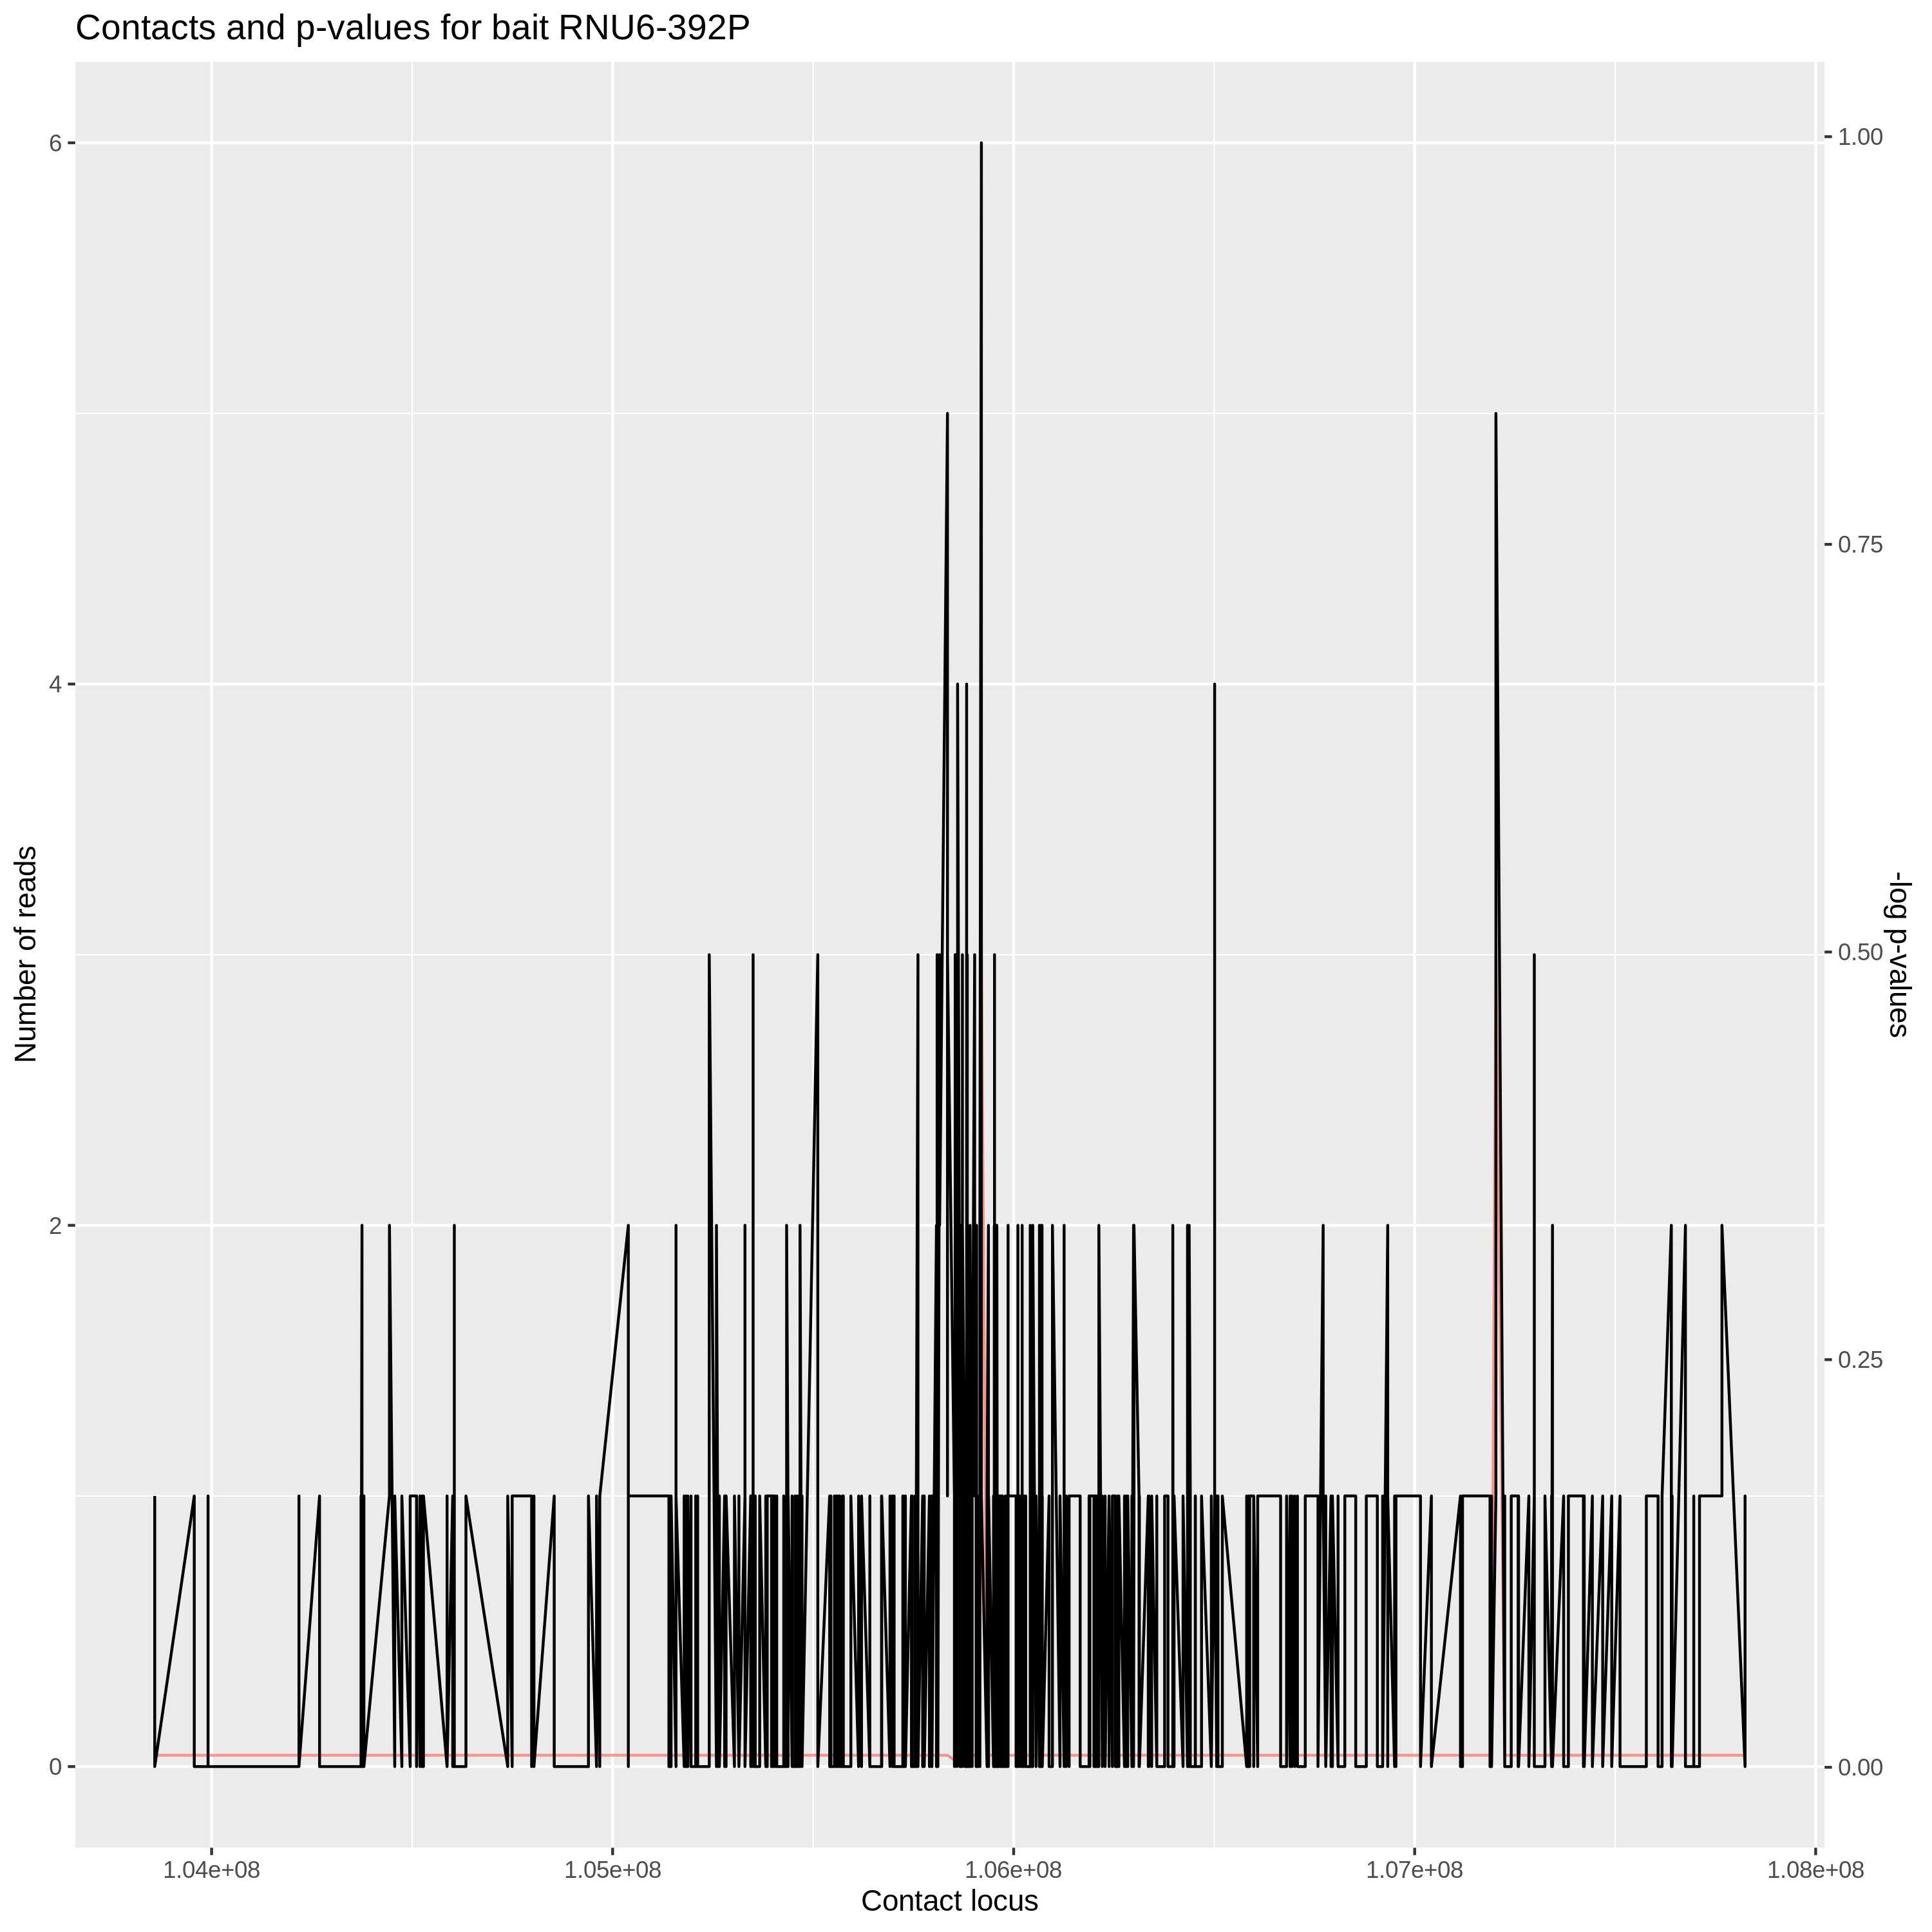 Contacts and p-values for bait RNU6-392P
6
4
2
0
Number of reads
1.00
0.75
0.50
0.25
0.00
-log p-values
1.04e+08 1.05e+08 1.06e+08 1.07e+08 1.08e+08
Contact locus